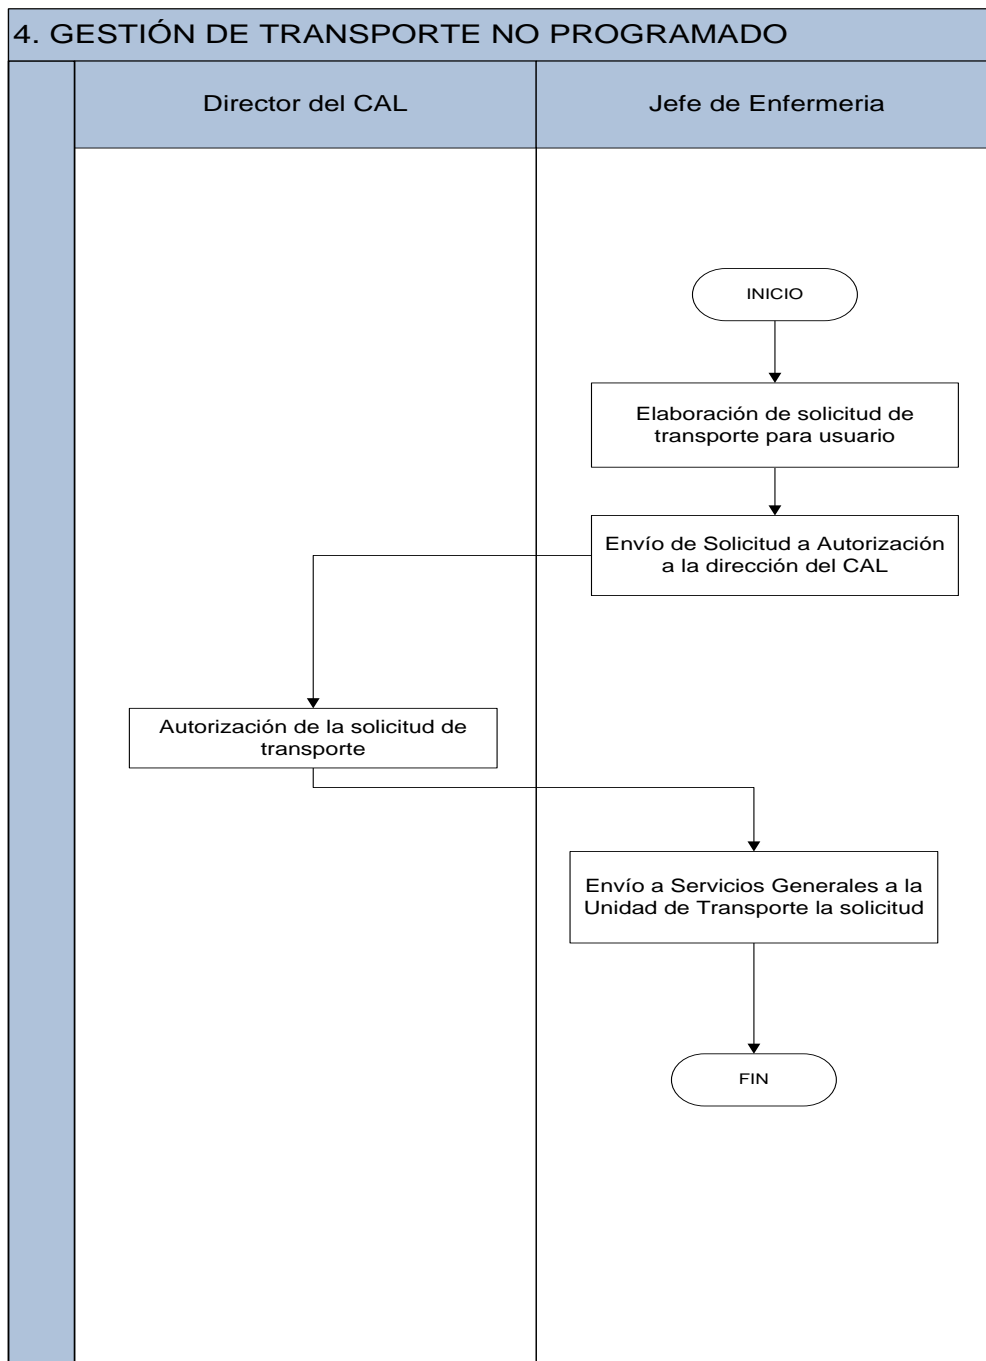 4. GESTIÓN DE TRANSPORTE NO PROGRAMADO
Director del CAL
Jefe de Enfermeria
INICIO
Elaboración de solicitud de
transporte para usuario
Envío de Solicitud a Autorización
a la dirección del CAL
Autorización de la solicitud de
transporte
Envío a Servicios Generales a la
Unidad de Transporte la solicitud
FIN